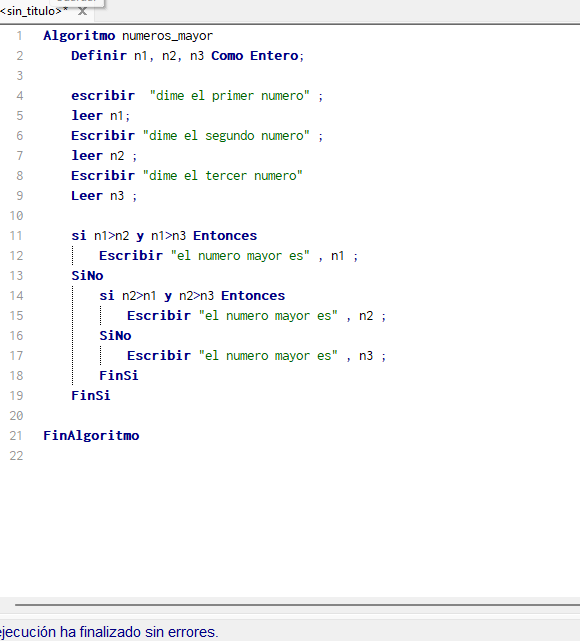 <sin_titulo>* X
1 Algoritmo numeros_mayor
2 Definir n1, n2, n3 Como Entero;
3
4 escribir  "dime el primer numero" ;
5 leer n1;
6 Escribir "dime el segundo numero" ;
7 leer n2 ;
8 Escribir "dime el tercer numero"
9 Leer n3 ;
10
11 si n1>n2 y n1>n3 Entonces
12 Escribir "el numero mayor es" , n1 ;
13 SiNo
14 si n2>n1 y n2>n3 Entonces
15 Escribir "el numero mayor es" , n2 ;
16 SiNo
17 Escribir "el numero mayor es" , n3 ;
18 FinSi
19 FinSi
20
21 FinAlgoritmo
22
ejecución ha finalizado sin errores.